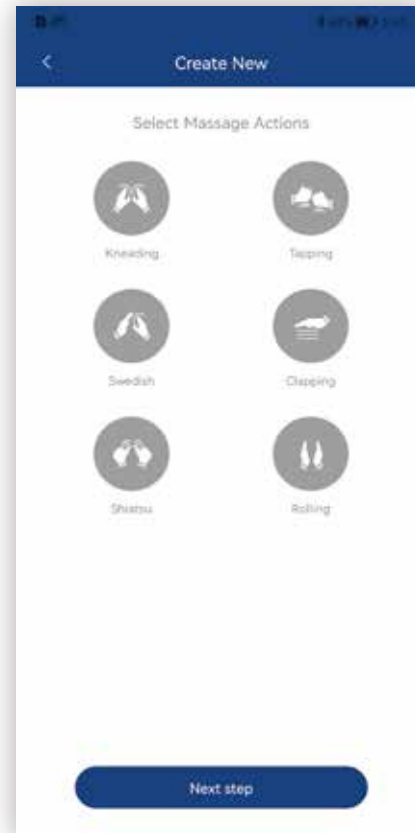 Create New
Select Massage Actions
Kneading Tapping
Swedish Clapping
Shiatsu Rolling
Next step